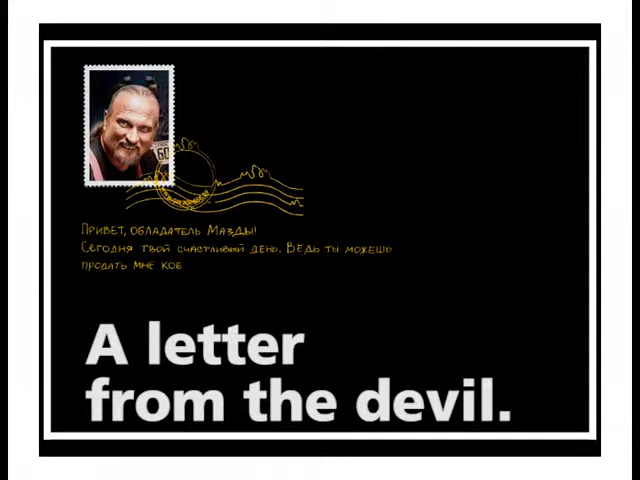 60
ПРИВЕТ, ОБЛАДАТЕЛЬ МАЗДЫ!
СЕГОДНЯ ТВОЙ СЧАСТЛИВЫЙ ДЕНЬ. ВЕДЬ ТЫ МОЖЕШЬ
ПРОДАТЬ МНЕ КОЕ
A letter
from the devil.